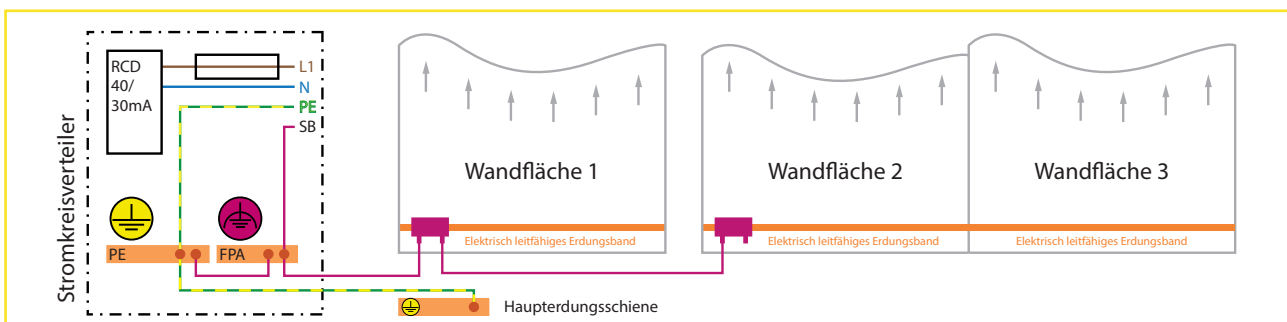 Stromkreisverteiler
RCD
40/
30mA
L1
N
PE
SB
PE
FPA
Wandfläche 1
Wandfläche 2
Wandfläche 3
Elektrisch leitfähiges Erdungsband
Elektrisch leitfähiges Erdungsband
Elektrisch leitfähiges Erdungsband
Haupterdungsschiene